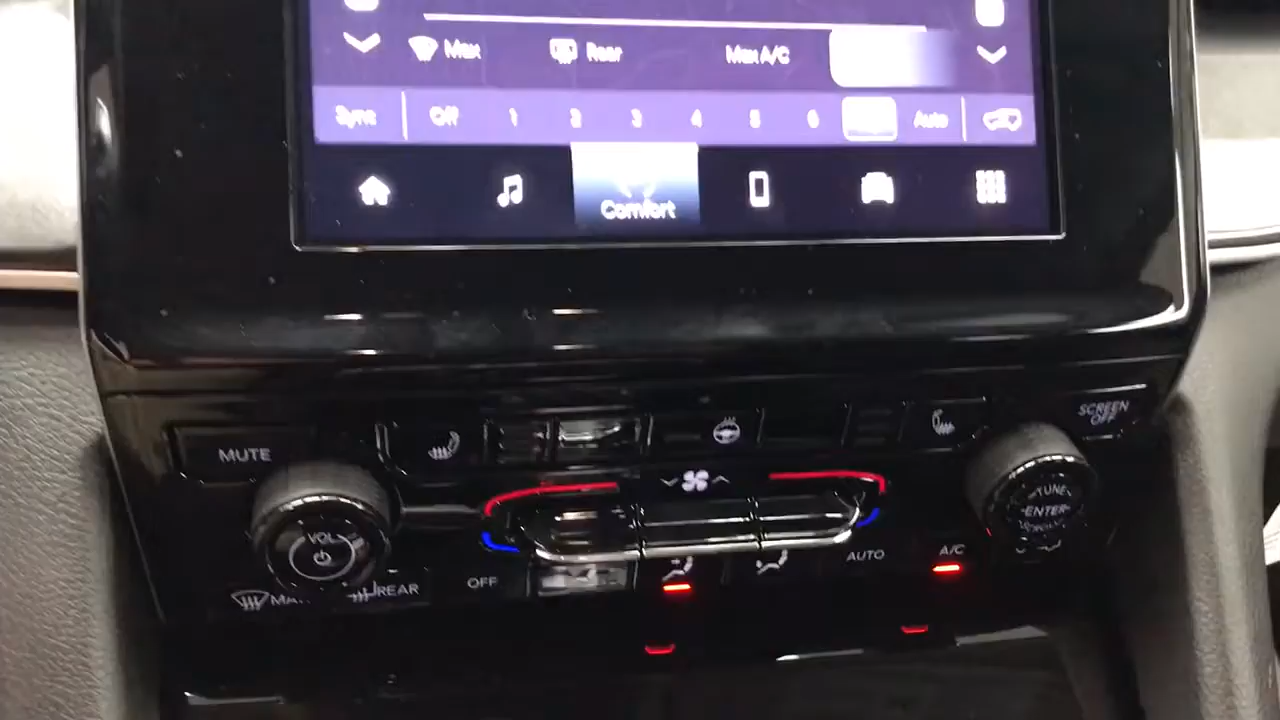 Max Rear Max A/C
Sync Off 1 2 3 4 5 6 Auto
Comfort
MUTE
SCREEN
OFF
VOL
TUNE
ENTER
MAX REAR OFF AUTO A/C